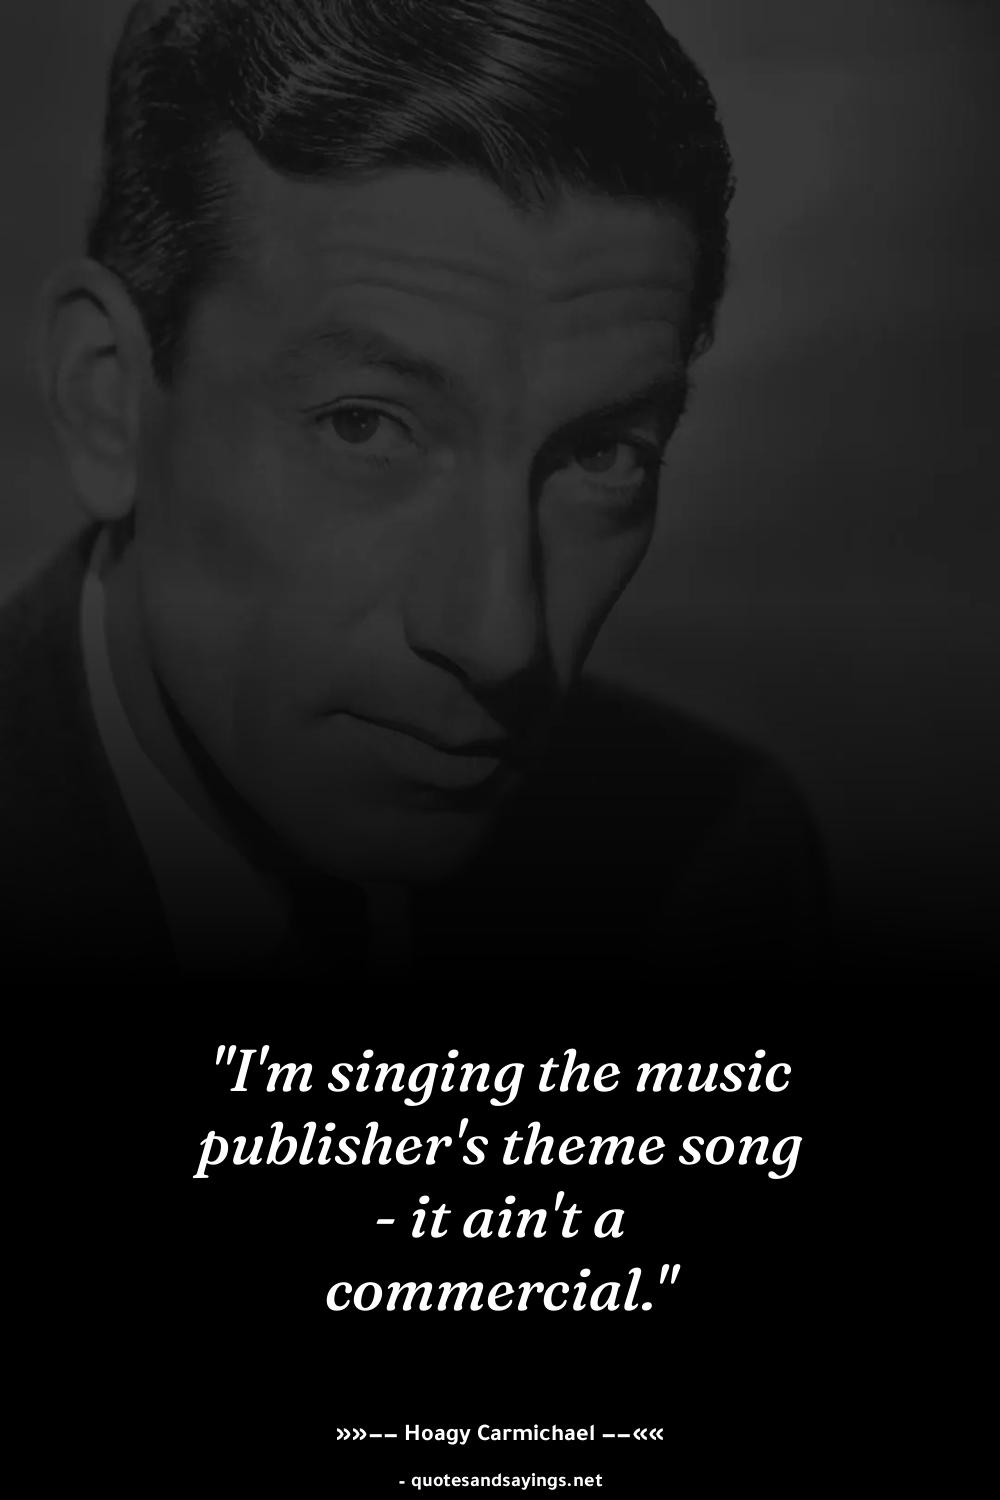 "I'm singing the music
publisher's theme song
- it ain't a
commercial."
»»−− Hoagy Carmichael −−««
- quotesandsayings.net